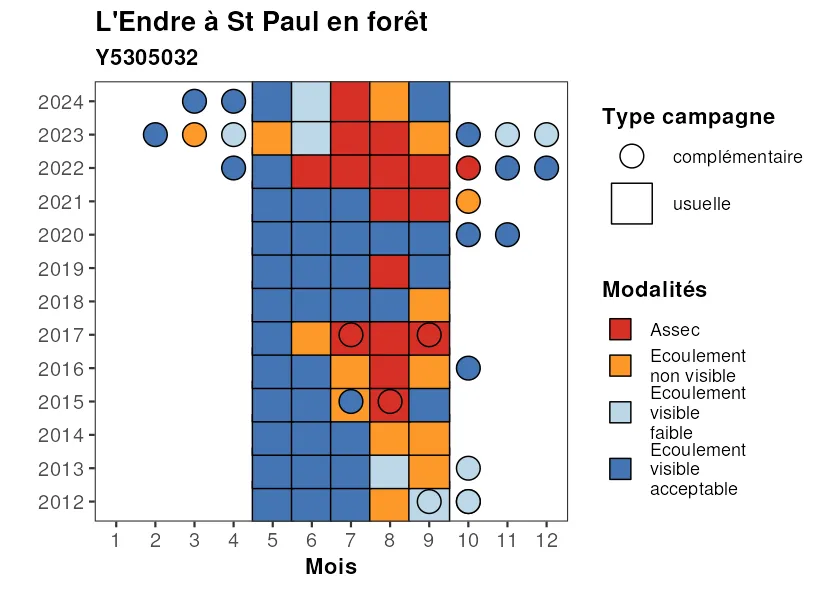 L'Endre à St Paul en forêt
Y5305032
2024
2023
2022
2021
2020
2019
2018
2017
2016
2015
2014
2013
2012
1 2 3 4 5 6 7 8 9 10 11 12
Mois
Type campagne
complémentaire
usuelle
Modalités
Assec
Ecoulement
non visible
Ecoulement
visible
faible
Ecoulement
visible
acceptable